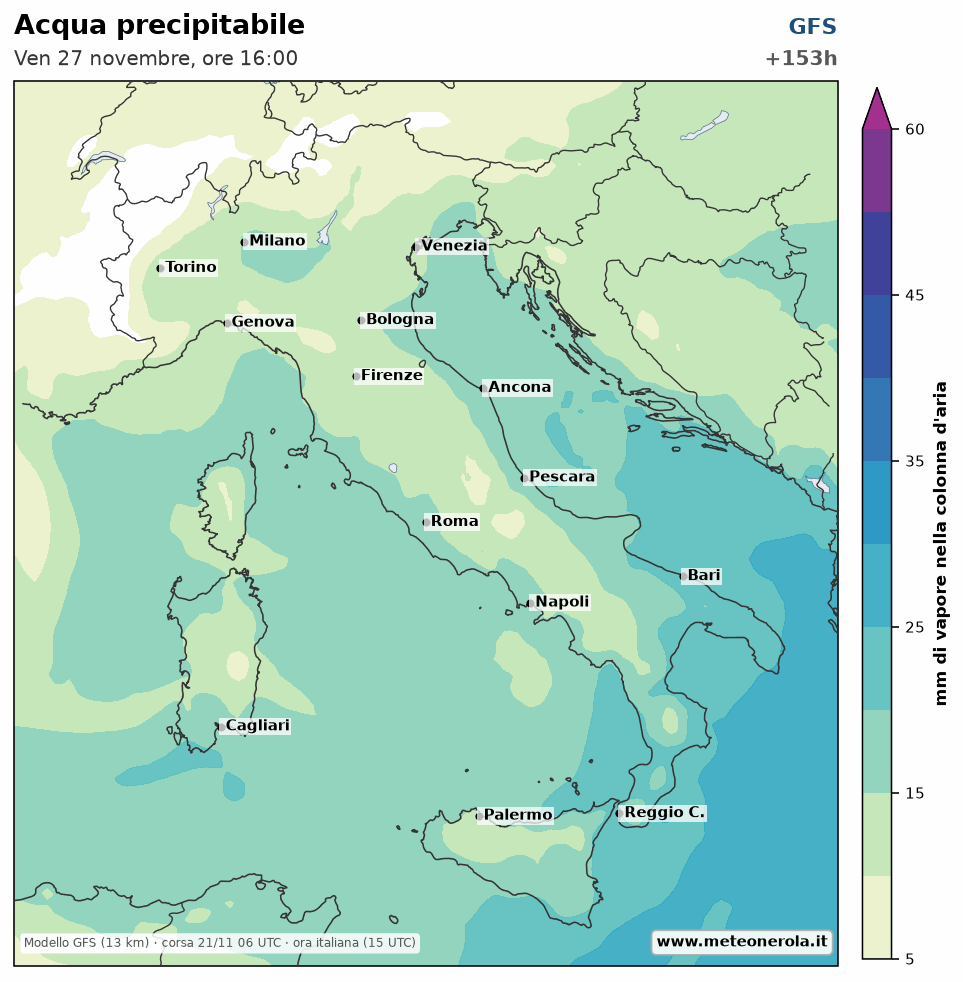 Acqua precipitabile
GFS
Ven 27 novembre, ore 16:00
+153h
60
45
35
25
15
5
mm di vapore nella colonna d'aria
Milano
Venezia
Torino
Genova
Bologna
Firenze
Ancona
Pescara
Roma
Bari
Napoli
Cagliari
Palermo
Reggio C.
Modello GFS (13 km) · corsa 21/11 06 UTC · ora italiana (15 UTC)
www.meteonerola.it